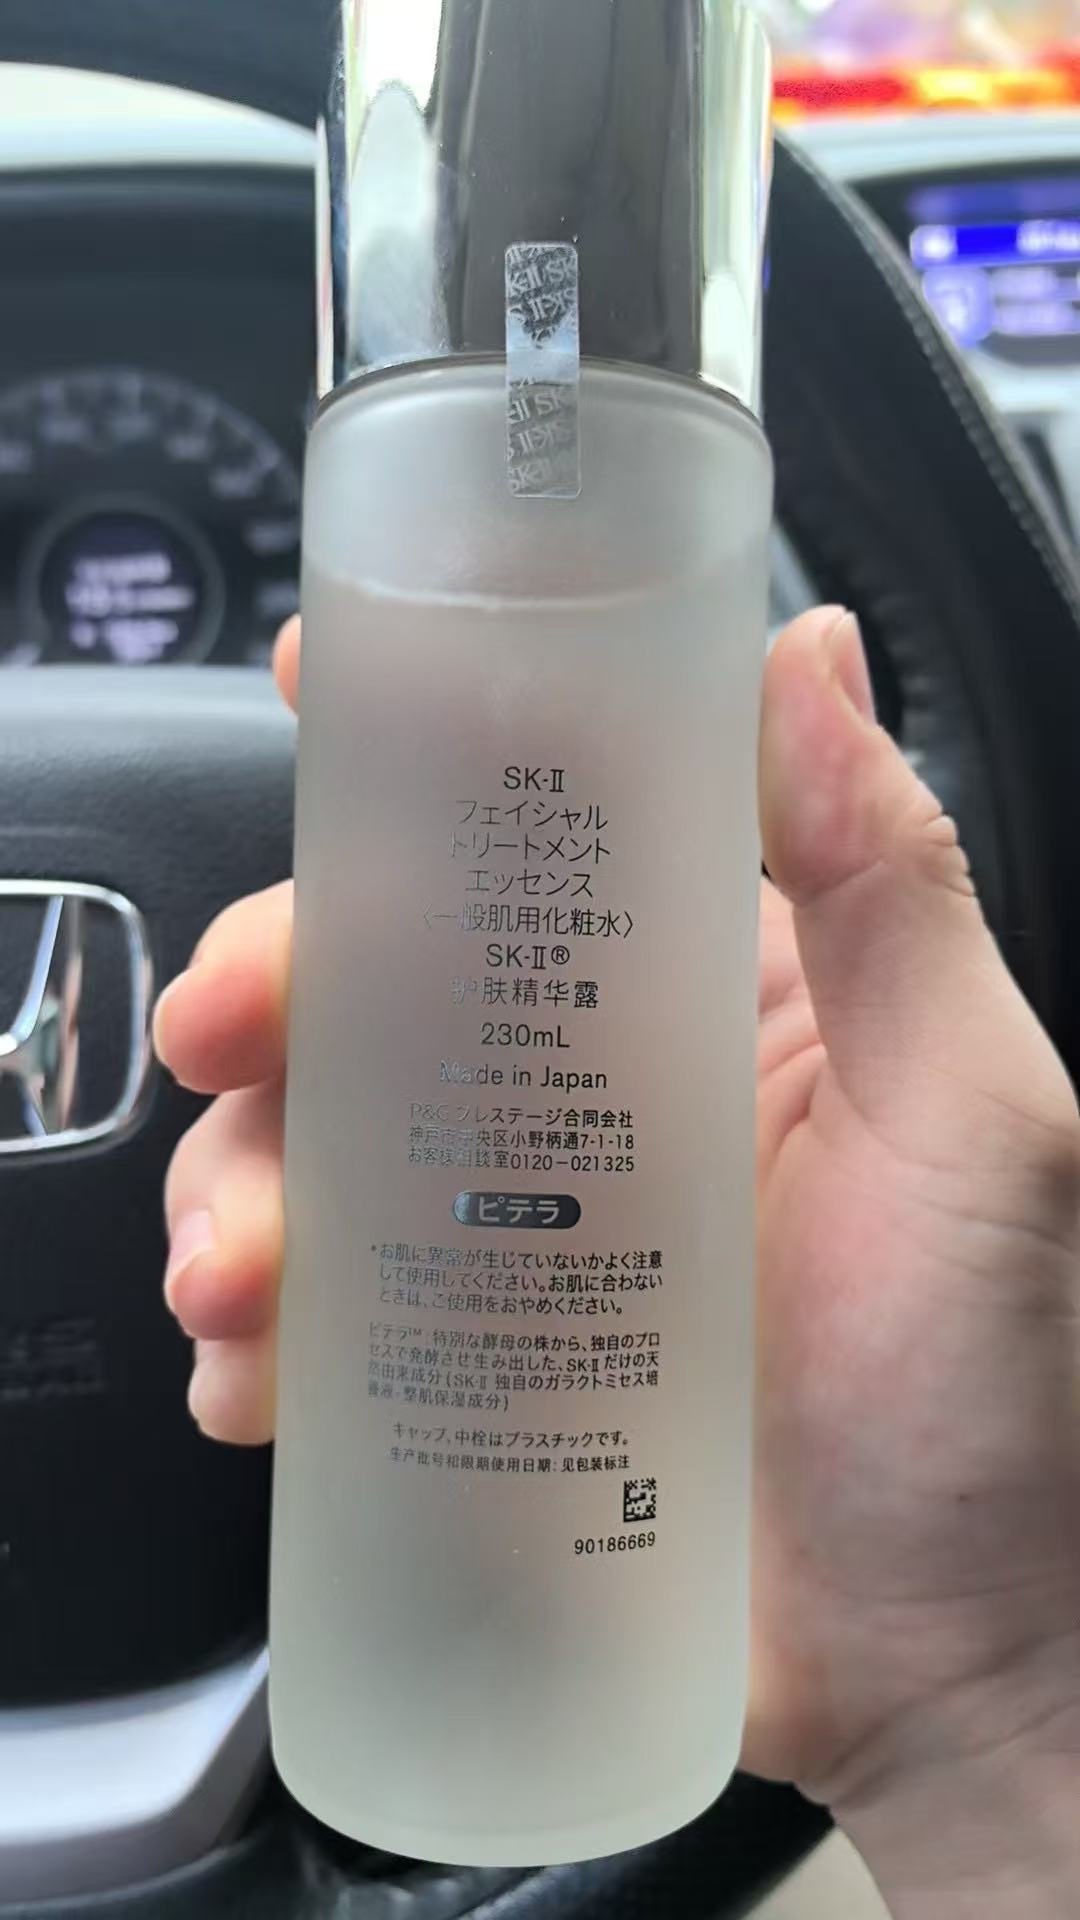 SK-II
フェイシャル
トリートメント
エッセンス
〈一般肌用化粧水〉
SK-II®
护肤精华露
230mL
Made in Japan
P&G プレステージ合同会社
神戸市中央区小野柄通7-1-18
お客様相談室0120-021325
ピテラ
*お肌に異常が生じていないかよく注意
して使用してください。お肌に合わない
ときは、ご使用をおやめください。
ピテラ™:特別な酵母の株から、独自のプロ
セスで発酵させ生み出した、SK-II だけの天
然由来成分(SK-II 独自のガラクトミセス培
養液-整肌保湿成分)
キャップ、中栓はプラスチックです。
生产批号和限期使用日期:见包装标注
90186669